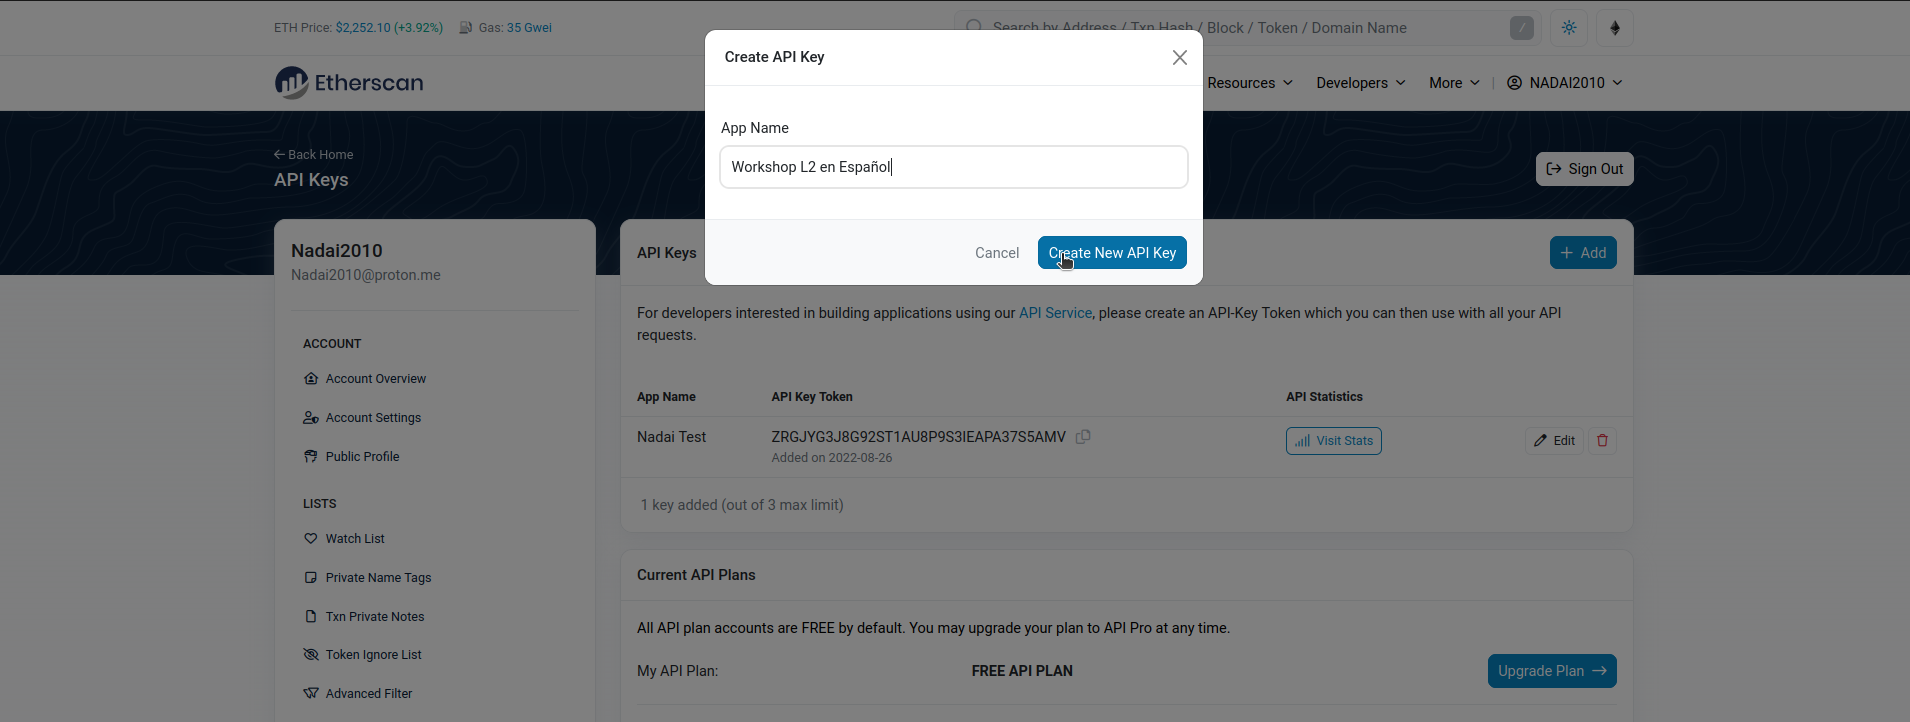 ETH Price: $2,252.10 (+3.92%) Gas: 35 Gwei
Search by Address / Txn Hash / Block / Token / Domain Name /
Etherscan
Resources Developers More | NADAI2010
Create API Key
App Name
Workshop L2 en Español
Cancel Create New API Key
Back Home
API Keys
Sign Out
Nadai2010
Nadai2010@proton.me
ACCOUNT
Account Overview
Account Settings
Public Profile
LISTS
Watch List
Private Name Tags
Txn Private Notes
Token Ignore List
Advanced Filter
API Keys
+ Add
For developers interested in building applications using our API Service, please create an API-Key Token which you can then use with all your API
requests.
App Name API Key Token API Statistics
Nadai Test ZRGJYG3J8G92ST1AU8P9S3IEAPA37S5AMV Visit Stats Edit
Added on 2022-08-26
1 key added (out of 3 max limit)
Current API Plans
All API plan accounts are FREE by default. You may upgrade your plan to API Pro at any time.
My API Plan: FREE API PLAN Upgrade Plan